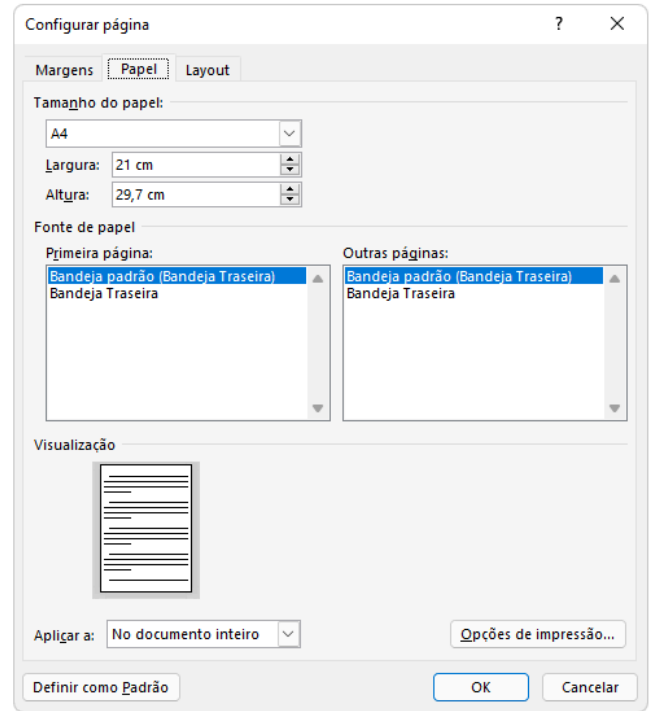 Configurar página ?
Margens Papel Layout
Tamanho do papel:
A4
Largura: 21 cm
Altura: 29,7 cm
Fonte de papel
Primeira página: Outras páginas:
Bandeja padrão (Bandeja Traseira) Bandeja padrão (Bandeja Traseira)
Bandeja Traseira Bandeja Traseira
Visualização
Aplicar a: No documento inteiro Opções de impressão...
Definir como Padrão OK Cancelar